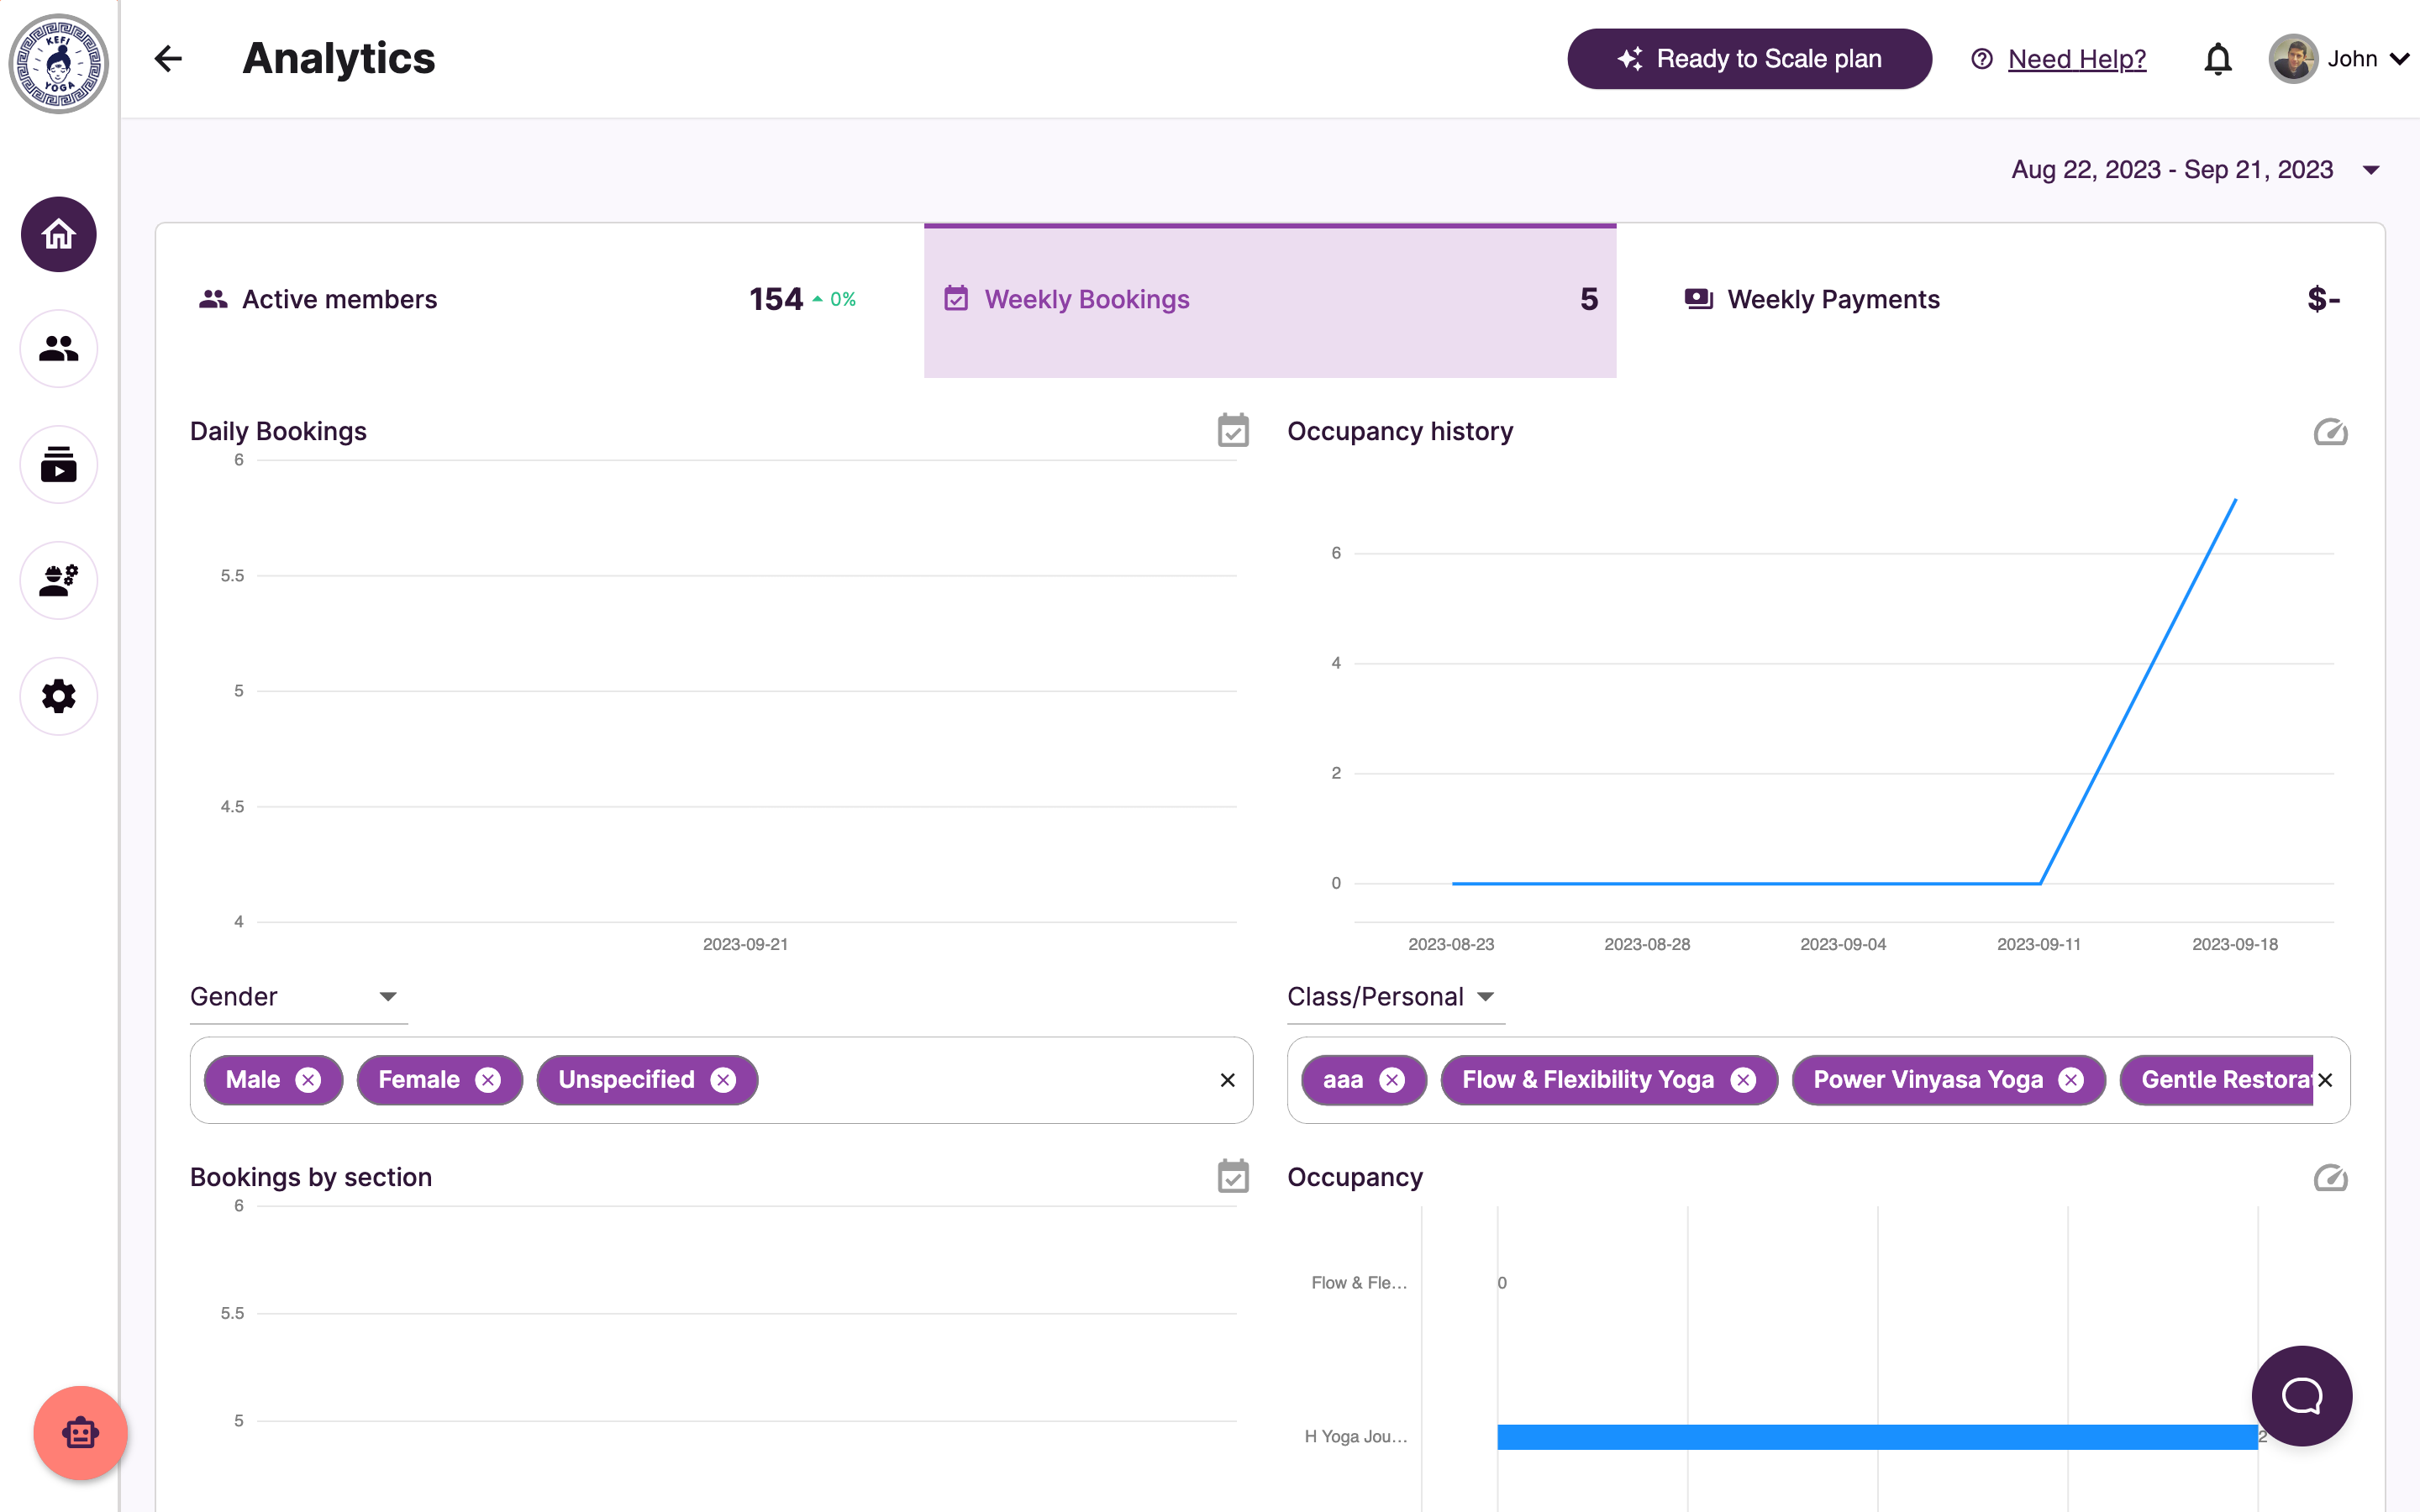 KEFI
YOGA
Analytics
Ready to Scale plan
Need Help?
John
Aug 22, 2023 - Sep 21, 2023
Active members
154
0%
Weekly Bookings
5
Weekly Payments
$-
Daily Bookings
6
5.5
5
4.5
4
2023-09-21
Occupancy history
6
4
2
0
2023-08-23
2023-08-28
2023-09-04
2023-09-11
2023-09-18
Gender
Male
Female
Unspecified
Class/Personal
aaa
Flow & Flexibility Yoga
Power Vinyasa Yoga
Gentle Restora
Bookings by section
6
5.5
5
Occupancy
Flow & Fle...
0
H Yoga Jou...
2